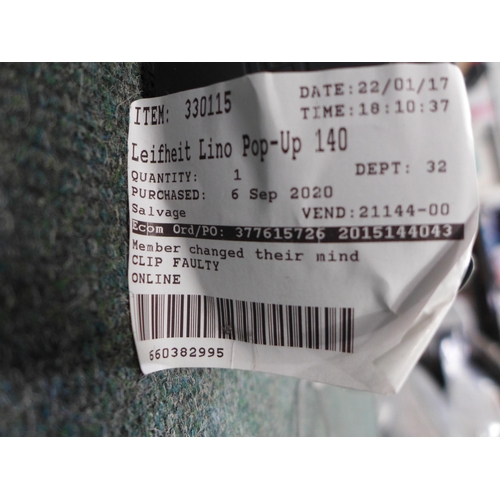 ITEM: 330115 DATE:22/01/17
TIME:18:10:37
Leifheit Lino Pop-Up 140
QUANTITY: 1 DEPT: 32
PURCHASED: 6 Sep 2020
Salvage VEND:21144-00
Ecom Ord/PO: 377615726 2015144043
Member changed their mind
CLIP FAULTY
ONLINE
660382995